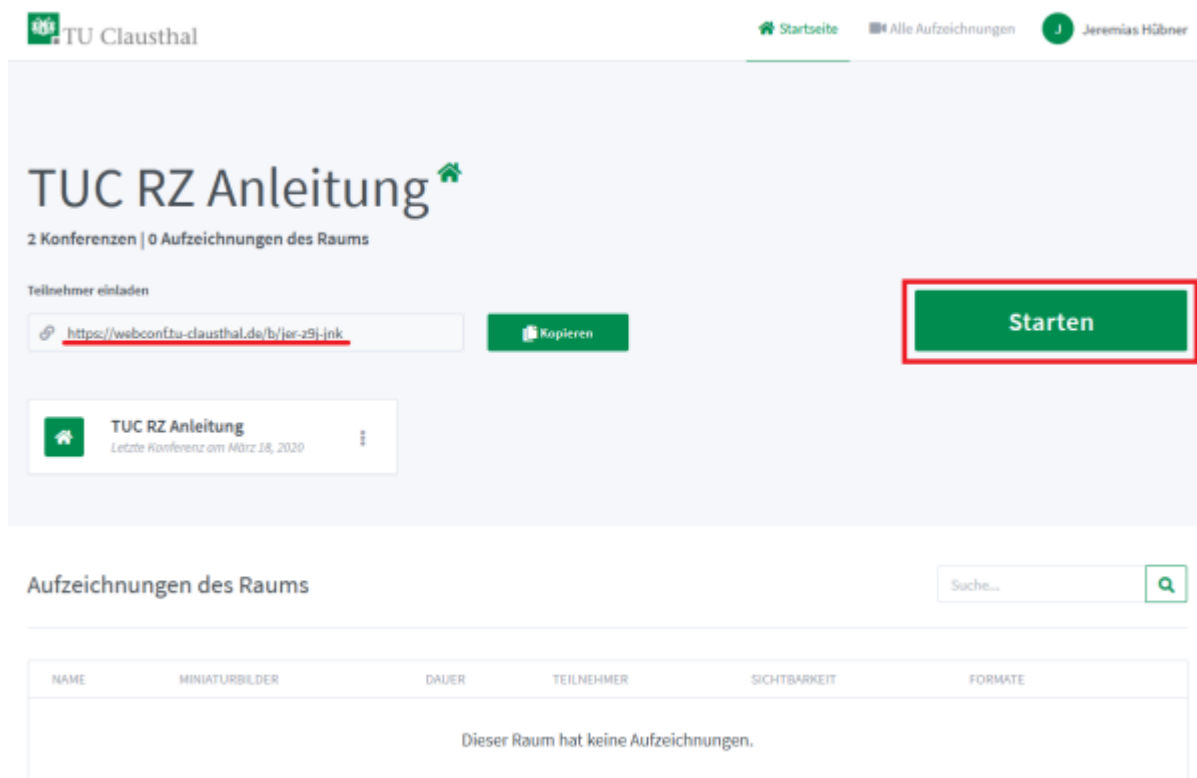 TU Clausthal
Startseite Alle Aufzeichnungen J Jeremias Hübner
TUC RZ Anleitung
2 Konferenzen | 0 Aufzeichnungen des Raums
Teilnehmer einladen
https://webconf.tu-clausthal.de/b/jer-z9j-jnk Kopieren Starten
TUC RZ Anleitung
Letzte Konferenz am März 18, 2020
Aufzeichnungen des Raums Suche...
NAME MINIATURBILDER DAUER TEILNEHMER SICHTBARKEIT FORMATE
Dieser Raum hat keine Aufzeichnungen.